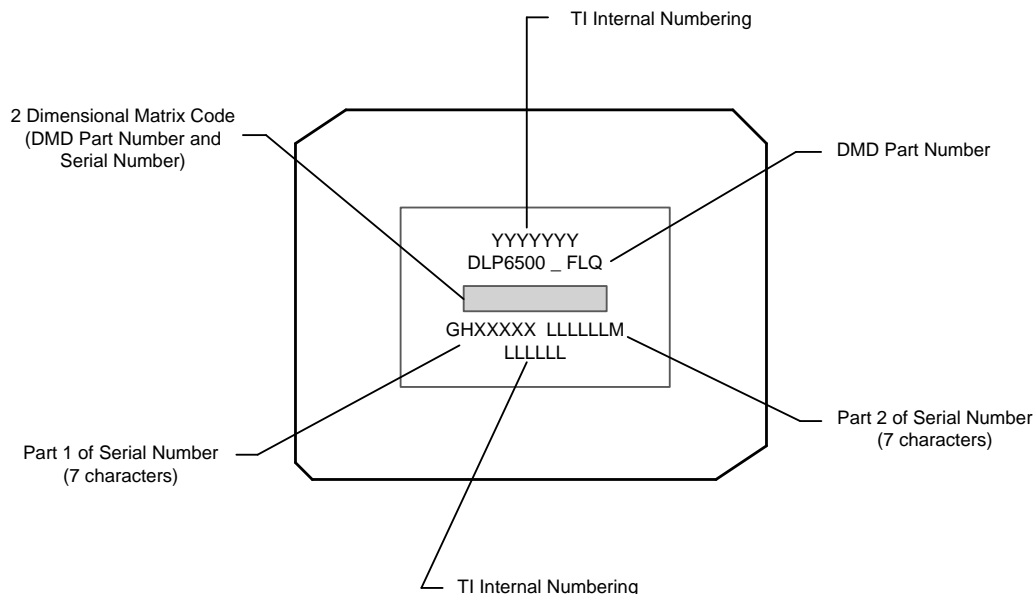 TI Internal Numbering
2 Dimensional Matrix Code
(DMD Part Number and
Serial Number)
DMD Part Number
YYYYYYY
DLP6500 _ FLQ
GHXXXXX LLLLLLM
LLLLLL
Part 1 of Serial Number
(7 characters)
Part 2 of Serial Number
(7 characters)
TI Internal Numbering